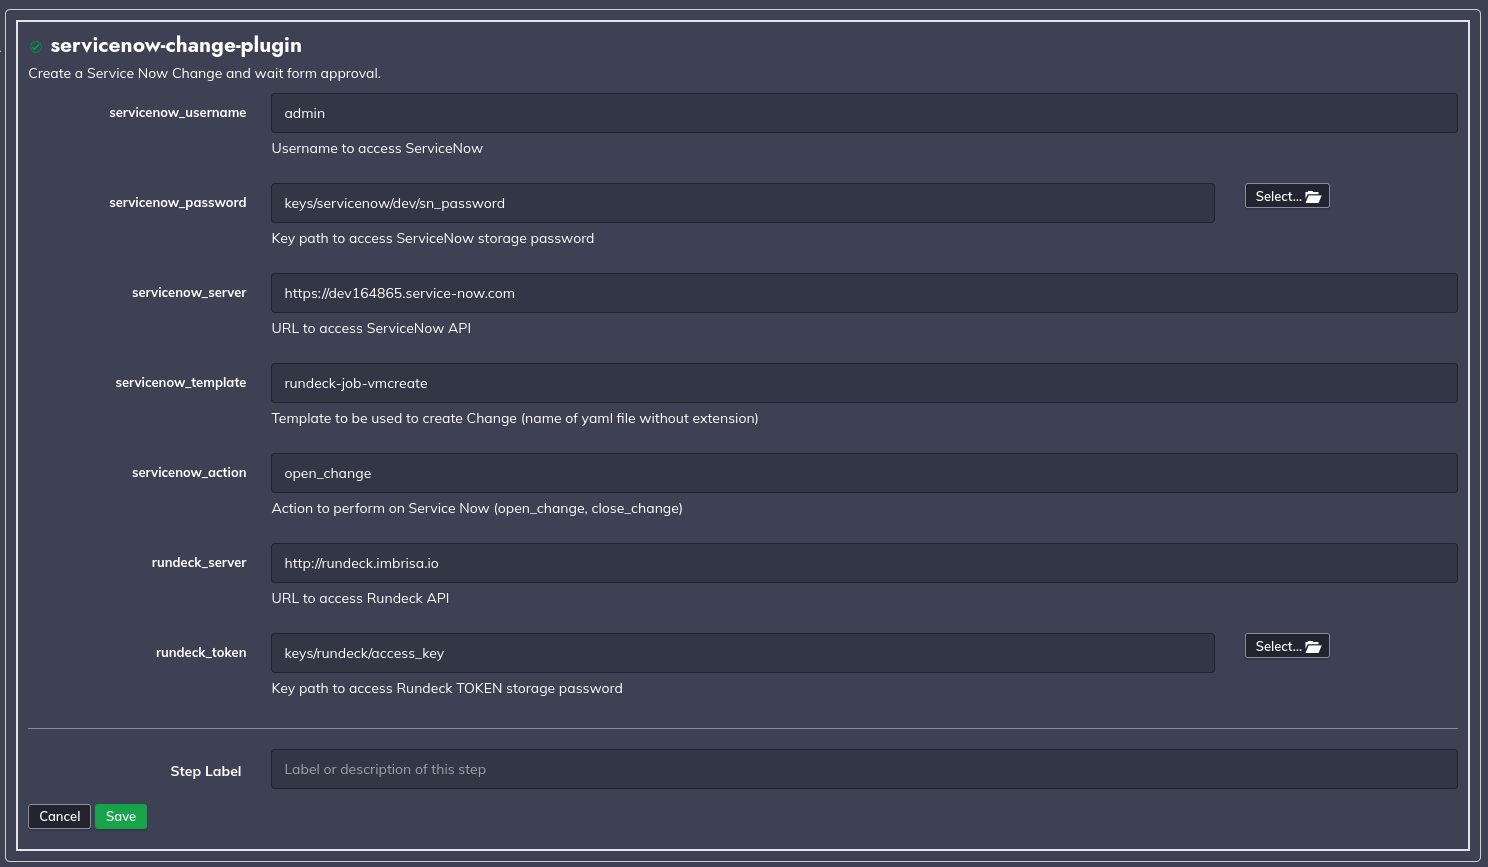 servicenow-change-plugin
Create a Service Now Change and wait form approval.
servicenow_username
admin
Username to access ServiceNow
servicenow_password
keys/servicenow/dev/sn_password
Select...
Key path to access ServiceNow storage password
servicenow_server
https://dev164865.service-now.com
URL to access ServiceNow API
servicenow_template
rundeck-job-vmcreate
Template to be used to create Change (name of yaml file without extension)
servicenow_action
open_change
Action to perform on Service Now (open_change, close_change)
rundeck_server
http://rundeck.imbrisa.io
URL to access Rundeck API
rundeck_token
keys/rundeck/access_key
Select...
Key path to access Rundeck TOKEN storage password
Step Label
Label or description of this step
Cancel
Save